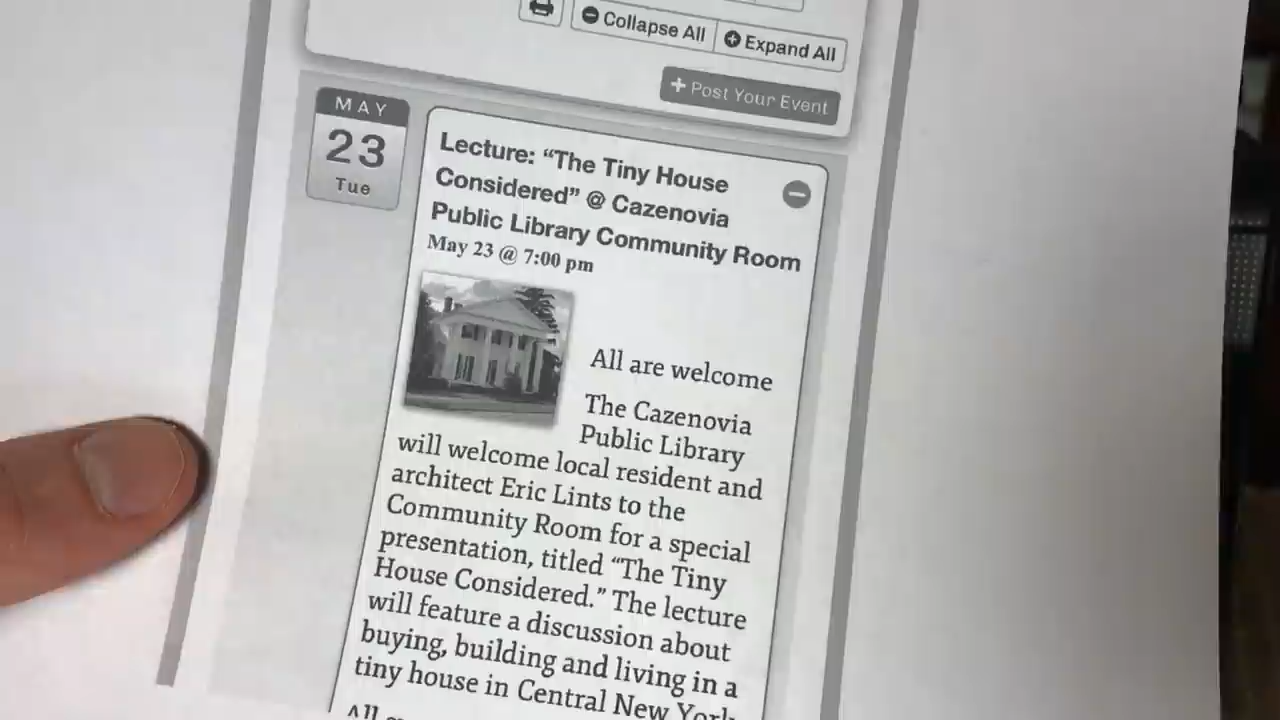 Collapse All
Expand All
Post Your Event
MAY
23
Tue
Lecture: “The Tiny House
Considered” @ Cazenovia
Public Library Community Room
May 23 @ 7:00 pm
All are welcome
The Cazenovia
Public Library
will welcome local resident and
architect Eric Lints to the
Community Room for a special
presentation, titled “The Tiny
House Considered.” The lecture
will feature a discussion about
buying, building and living in a
tiny house in Central New York
All